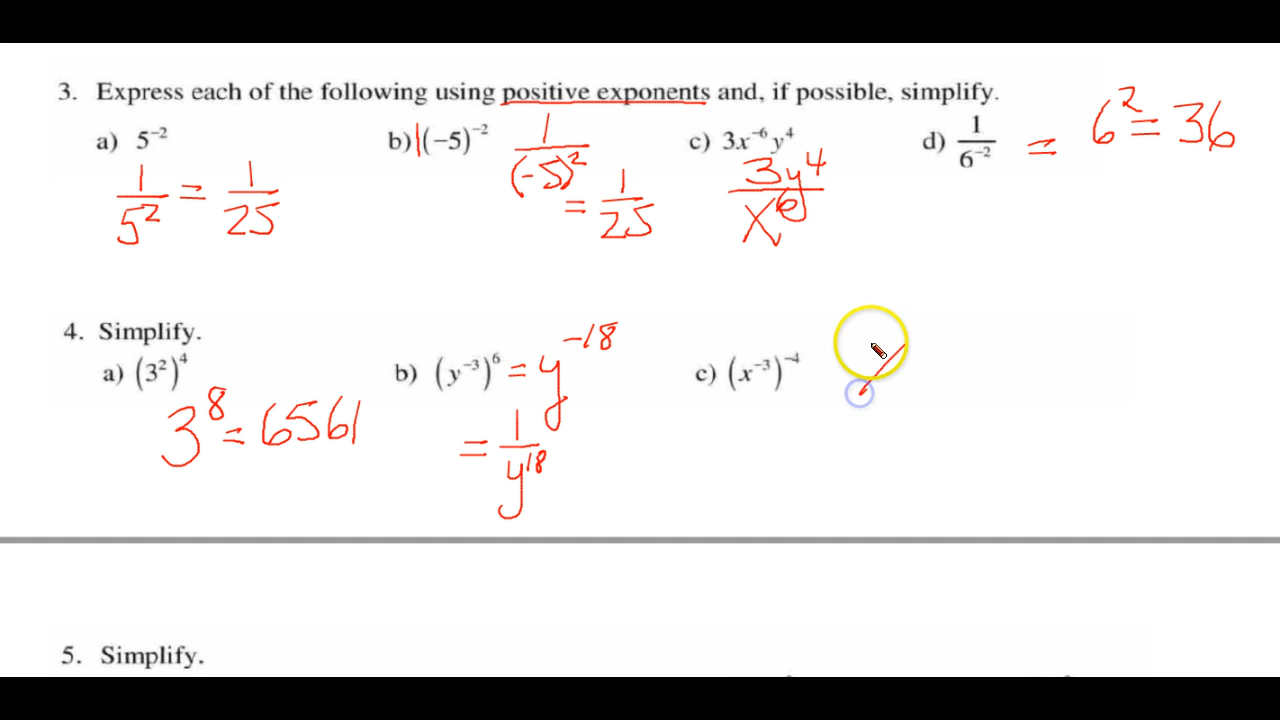 3. Express each of the following using positive exponents and, if possible, simplify.
a) 5⁻² b) |(−5)⁻² 1/(-5)² c) 3x⁻⁶y⁴ d) 1/6⁻² = 6² = 36
1/5² = 1/25 = 1/25 3y⁴/x⁶
4. Simplify.
a) (3²)⁴ b) (y⁻³)⁶ = y⁻¹⁸ c) (x⁻³)⁻⁴
3⁸ = 6561 = 1/y¹⁸
5. Simplify.